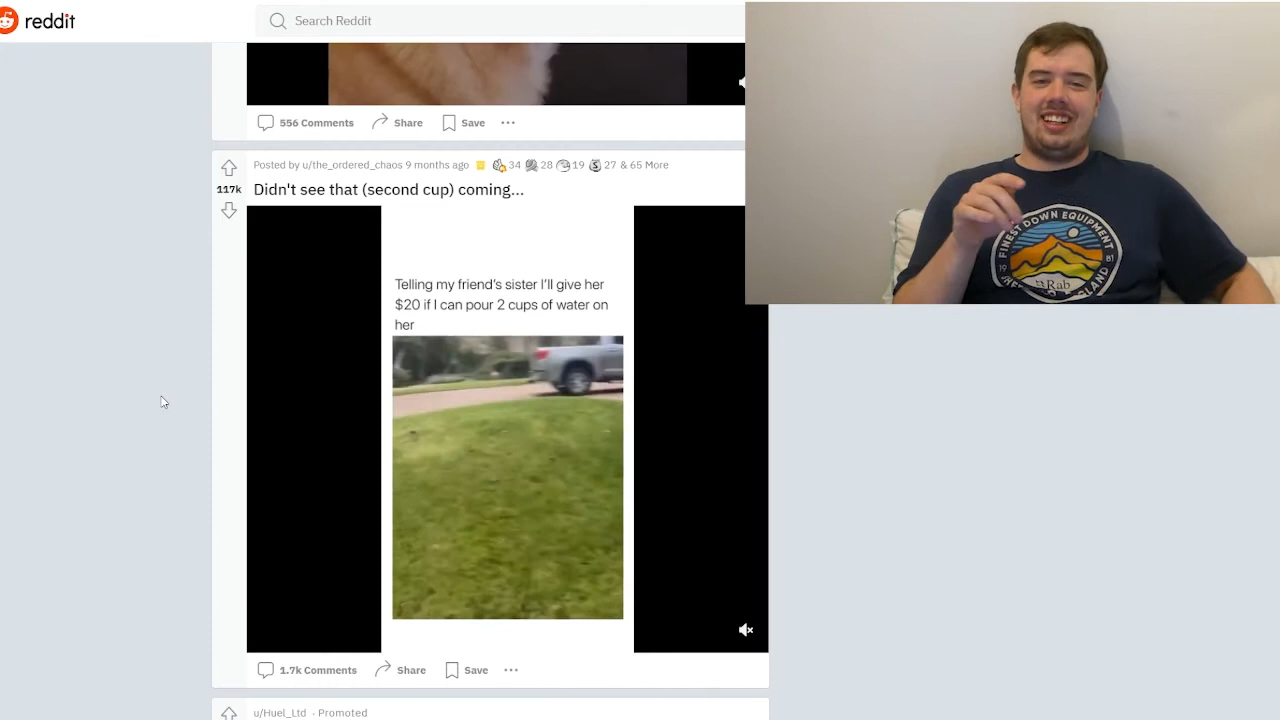 reddit
Search Reddit
556 Comments Share Save
Posted by u/the_ordered_chaos 9 months ago 34 28 19 27 & 65 More
117k
Didn't see that (second cup) coming...
Telling my friend's sister I'll give her
$20 if I can pour 2 cups of water on
her
1.7k Comments Share Save
u/Huel_Ltd · Promoted
FINEST DOWN EQUIPMENT
19 81
Rab